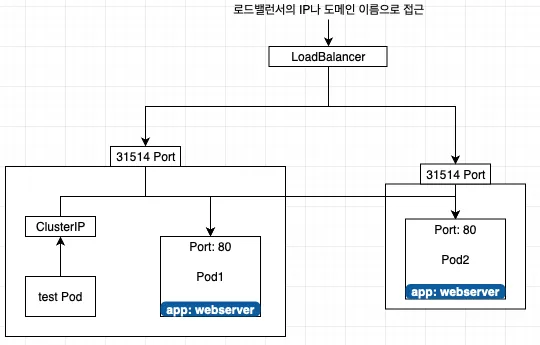 로드밸런서의 IP나 도메인 이름으로 접근
LoadBalancer
31514 Port
31514 Port
ClusterIP
test Pod
Port: 80
Pod1
app: webserver
Port: 80
Pod2
app: webserver